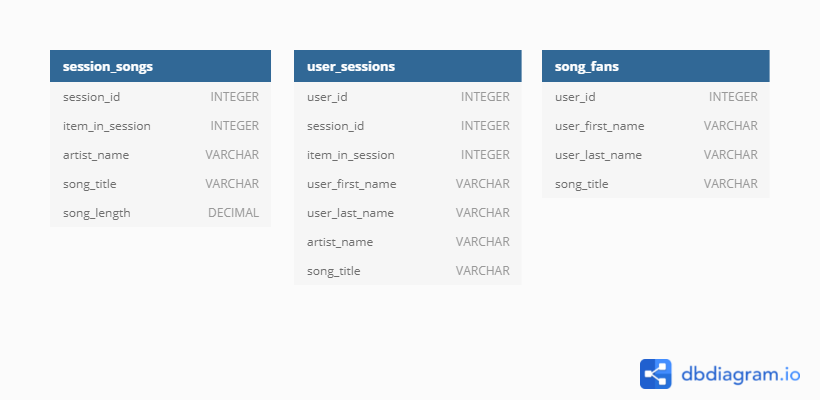 session_songs
session_id INTEGER
item_in_session INTEGER
artist_name VARCHAR
song_title VARCHAR
song_length DECIMAL
user_sessions
user_id INTEGER
session_id INTEGER
item_in_session INTEGER
user_first_name VARCHAR
user_last_name VARCHAR
artist_name VARCHAR
song_title VARCHAR
song_fans
user_id INTEGER
user_first_name VARCHAR
user_last_name VARCHAR
song_title VARCHAR
dbdiagram.io